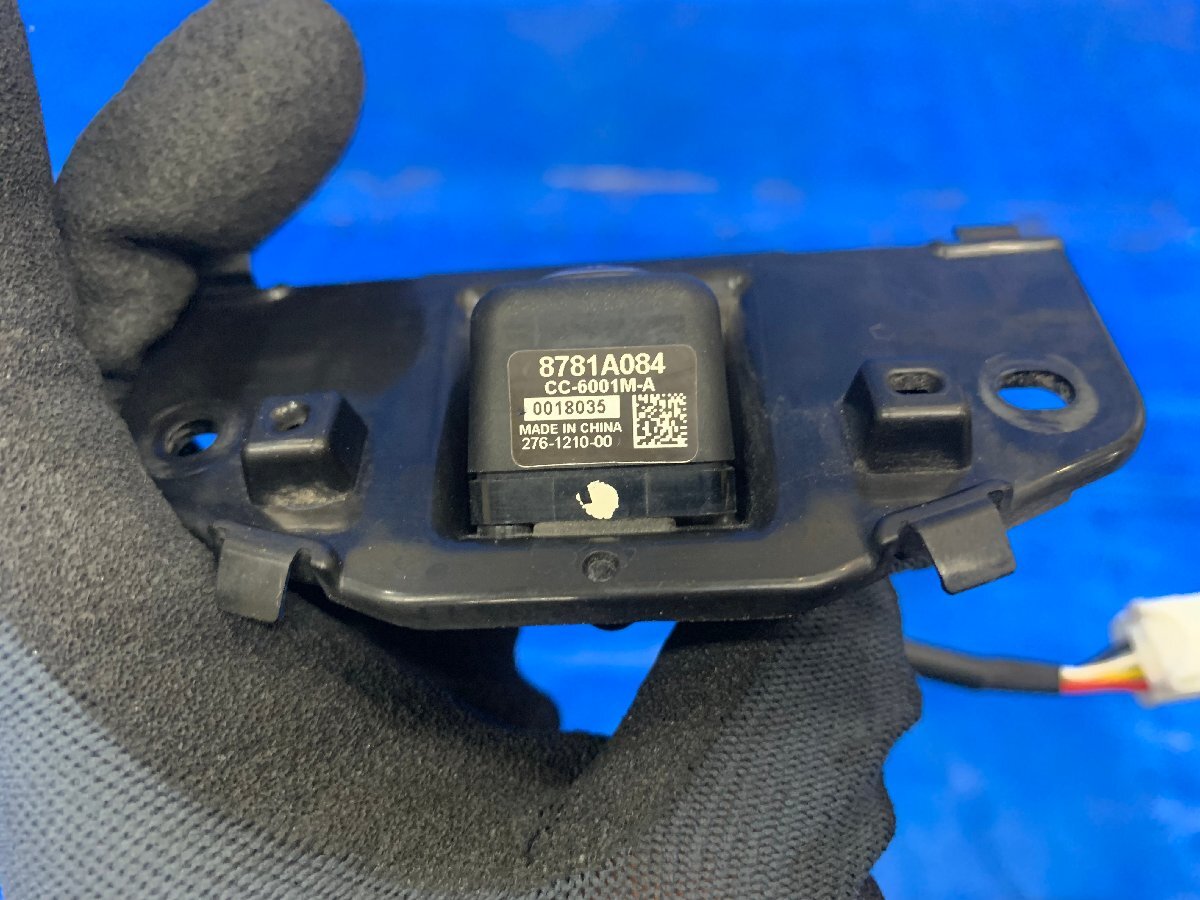 8781A084
CC-6001M-A
0018035
MADE IN CHINA
276-1210-00